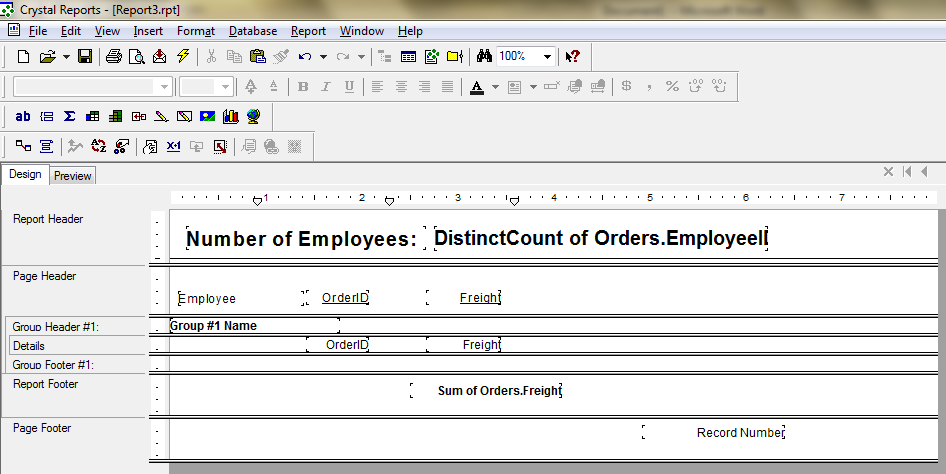 Crystal Reports - [Report3.rpt]
File Edit View Insert Format Database Report Window Help
100%
B I U A $ , %
ab Σ
x·1
Design Preview
1 2 3 4 5 6 7
Report Header
Number of Employees: DistinctCount of Orders.EmployeeI
Page Header
Employee OrderID Freight
Group Header #1: Group #1 Name
Details OrderID Freight
Group Footer #1:
Report Footer Sum of Orders.Freight
Page Footer Record Number